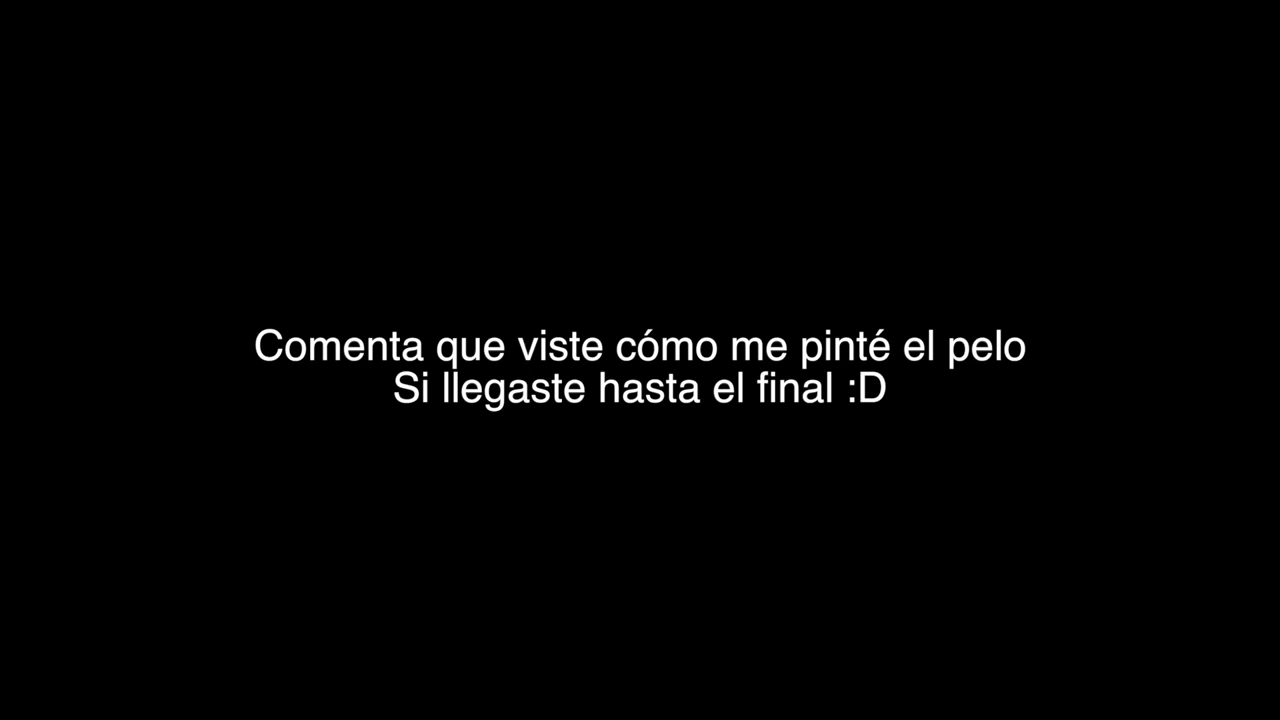 Comenta que viste cómo me pinté el pelo
Si llegaste hasta el final :D